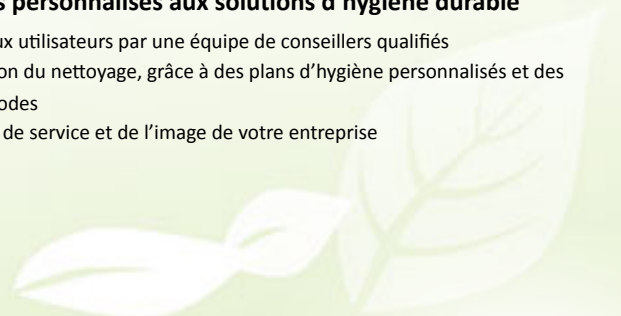 personnalisés aux solutions d'hygiène durable
ux utilisateurs par une équipe de conseillers qualifiés
on du nettoyage, grâce à des plans d'hygiène personnalisés et des
odes
de service et de l'image de votre entreprise